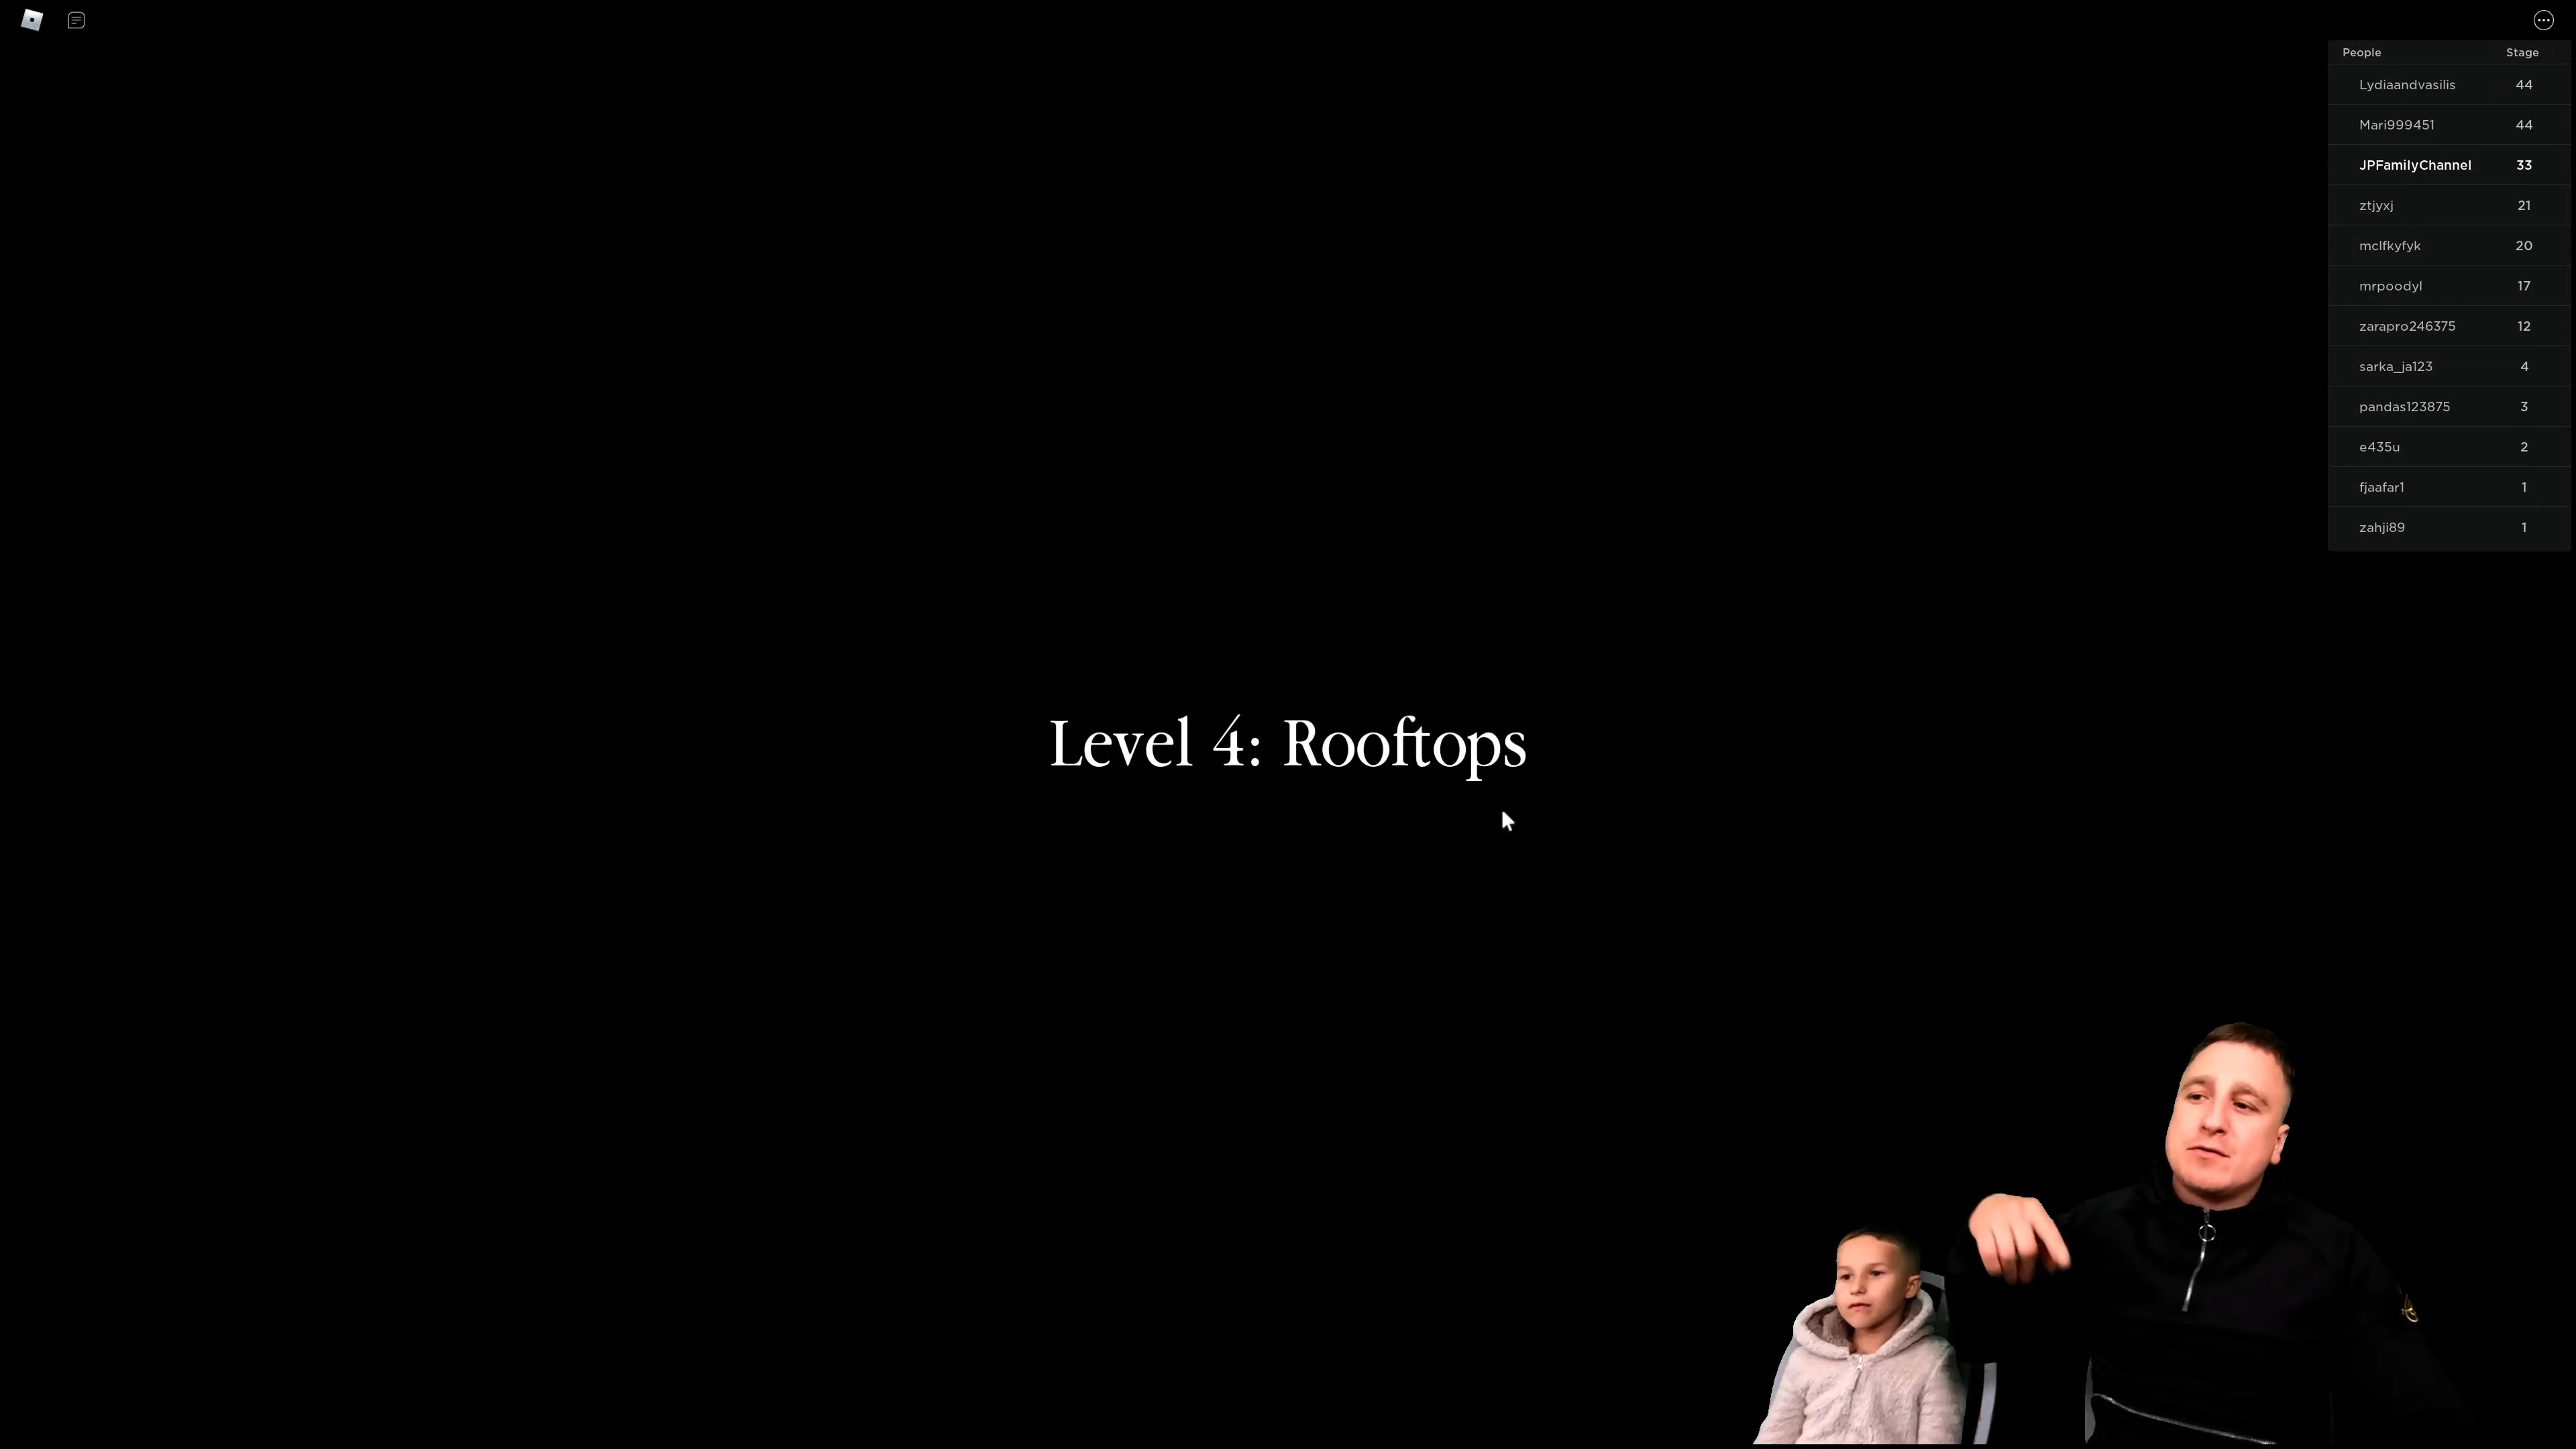 People Stage
Lydiaandvasilis 44
Mari999451 44
JPFamilyChannel 33
ztjyxj 21
mclfkyfyk 20
mrpoodyl 17
zarapro246375 12
sarka_ja123 4
pandas123875 3
e435u 2
fjaafar1 1
zahji89 1
Level 4: Rooftops